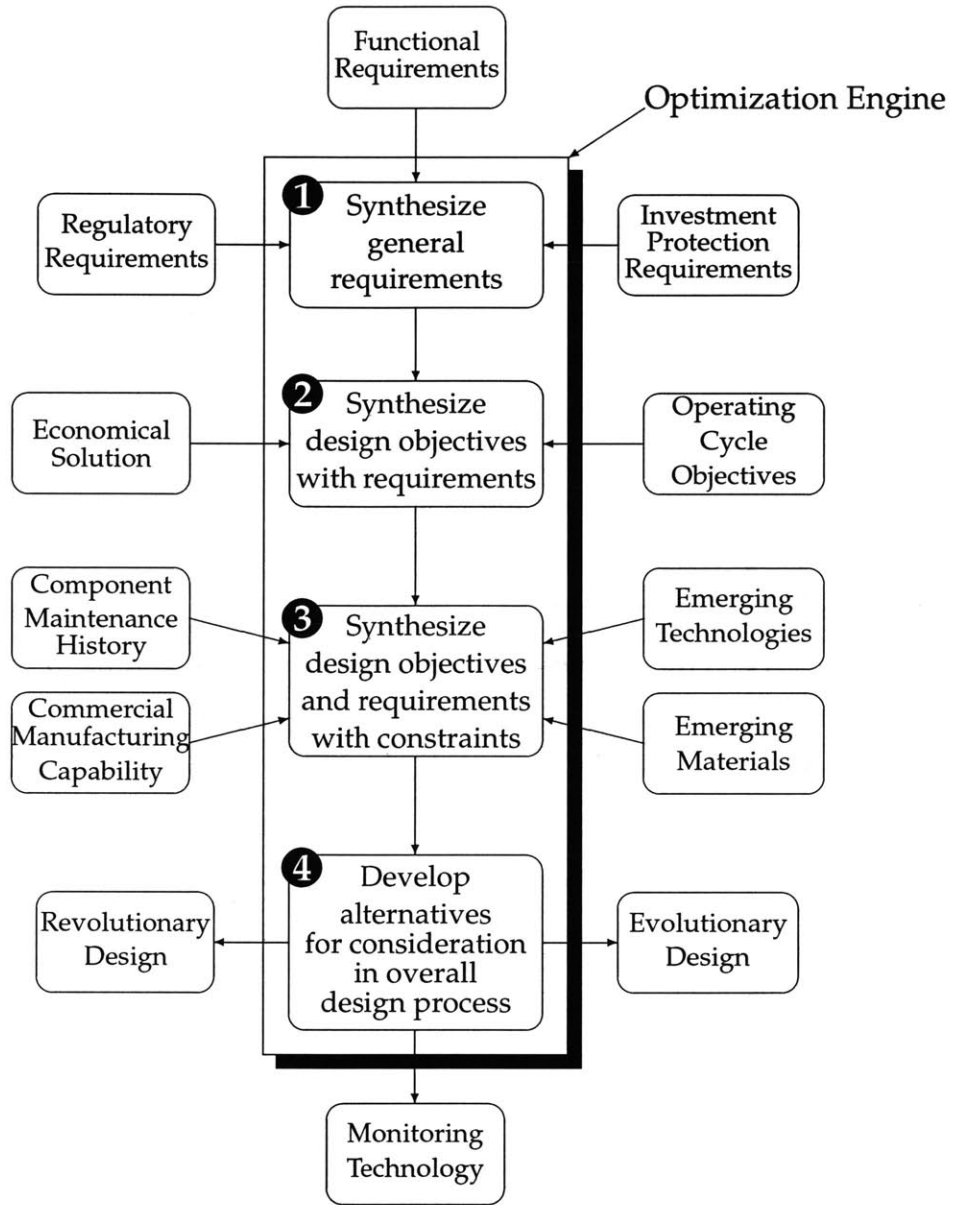 Functional
Requirements
Optimization Engine
1
Synthesize
general
requirements
Regulatory
Requirements
Investment
Protection
Requirements
2
Synthesize
design objectives
with requirements
Economical
Solution
Operating
Cycle
Objectives
Component
Maintenance
History
3
Synthesize
design objectives
and requirements
with constraints
Emerging
Technologies
Commercial
Manufacturing
Capability
Emerging
Materials
4
Develop
alternatives
for consideration
in overall
design process
Revolutionary
Design
Evolutionary
Design
Monitoring
Technology